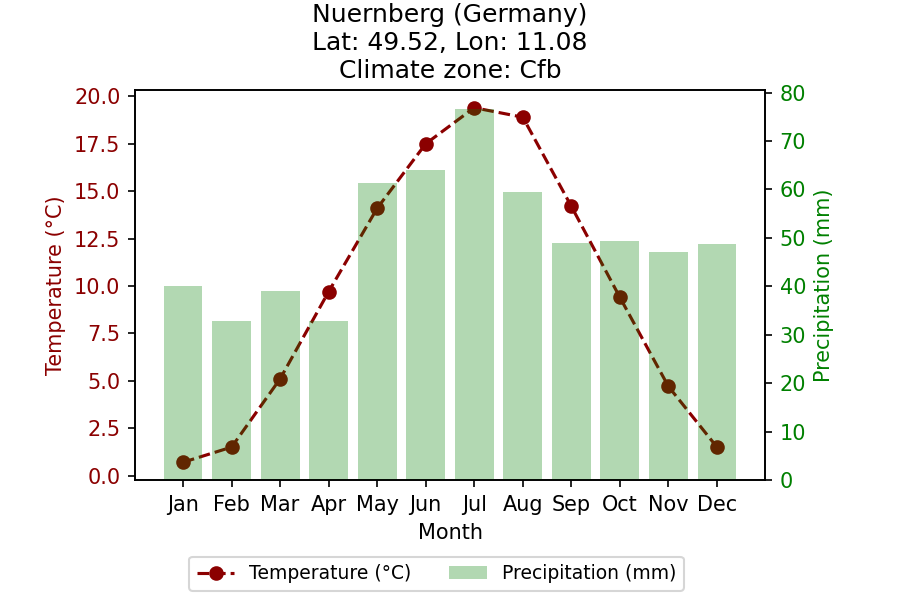 Nuernberg (Germany)
Lat: 49.52, Lon: 11.08
Climate zone: Cfb
Temperature (°C)
20.0
17.5
15.0
12.5
10.0
7.5
5.0
2.5
0.0
Precipitation (mm)
80
70
60
50
40
30
20
10
0
Jan Feb Mar Apr May Jun Jul Aug Sep Oct Nov Dec
Month
Temperature (°C) Precipitation (mm)